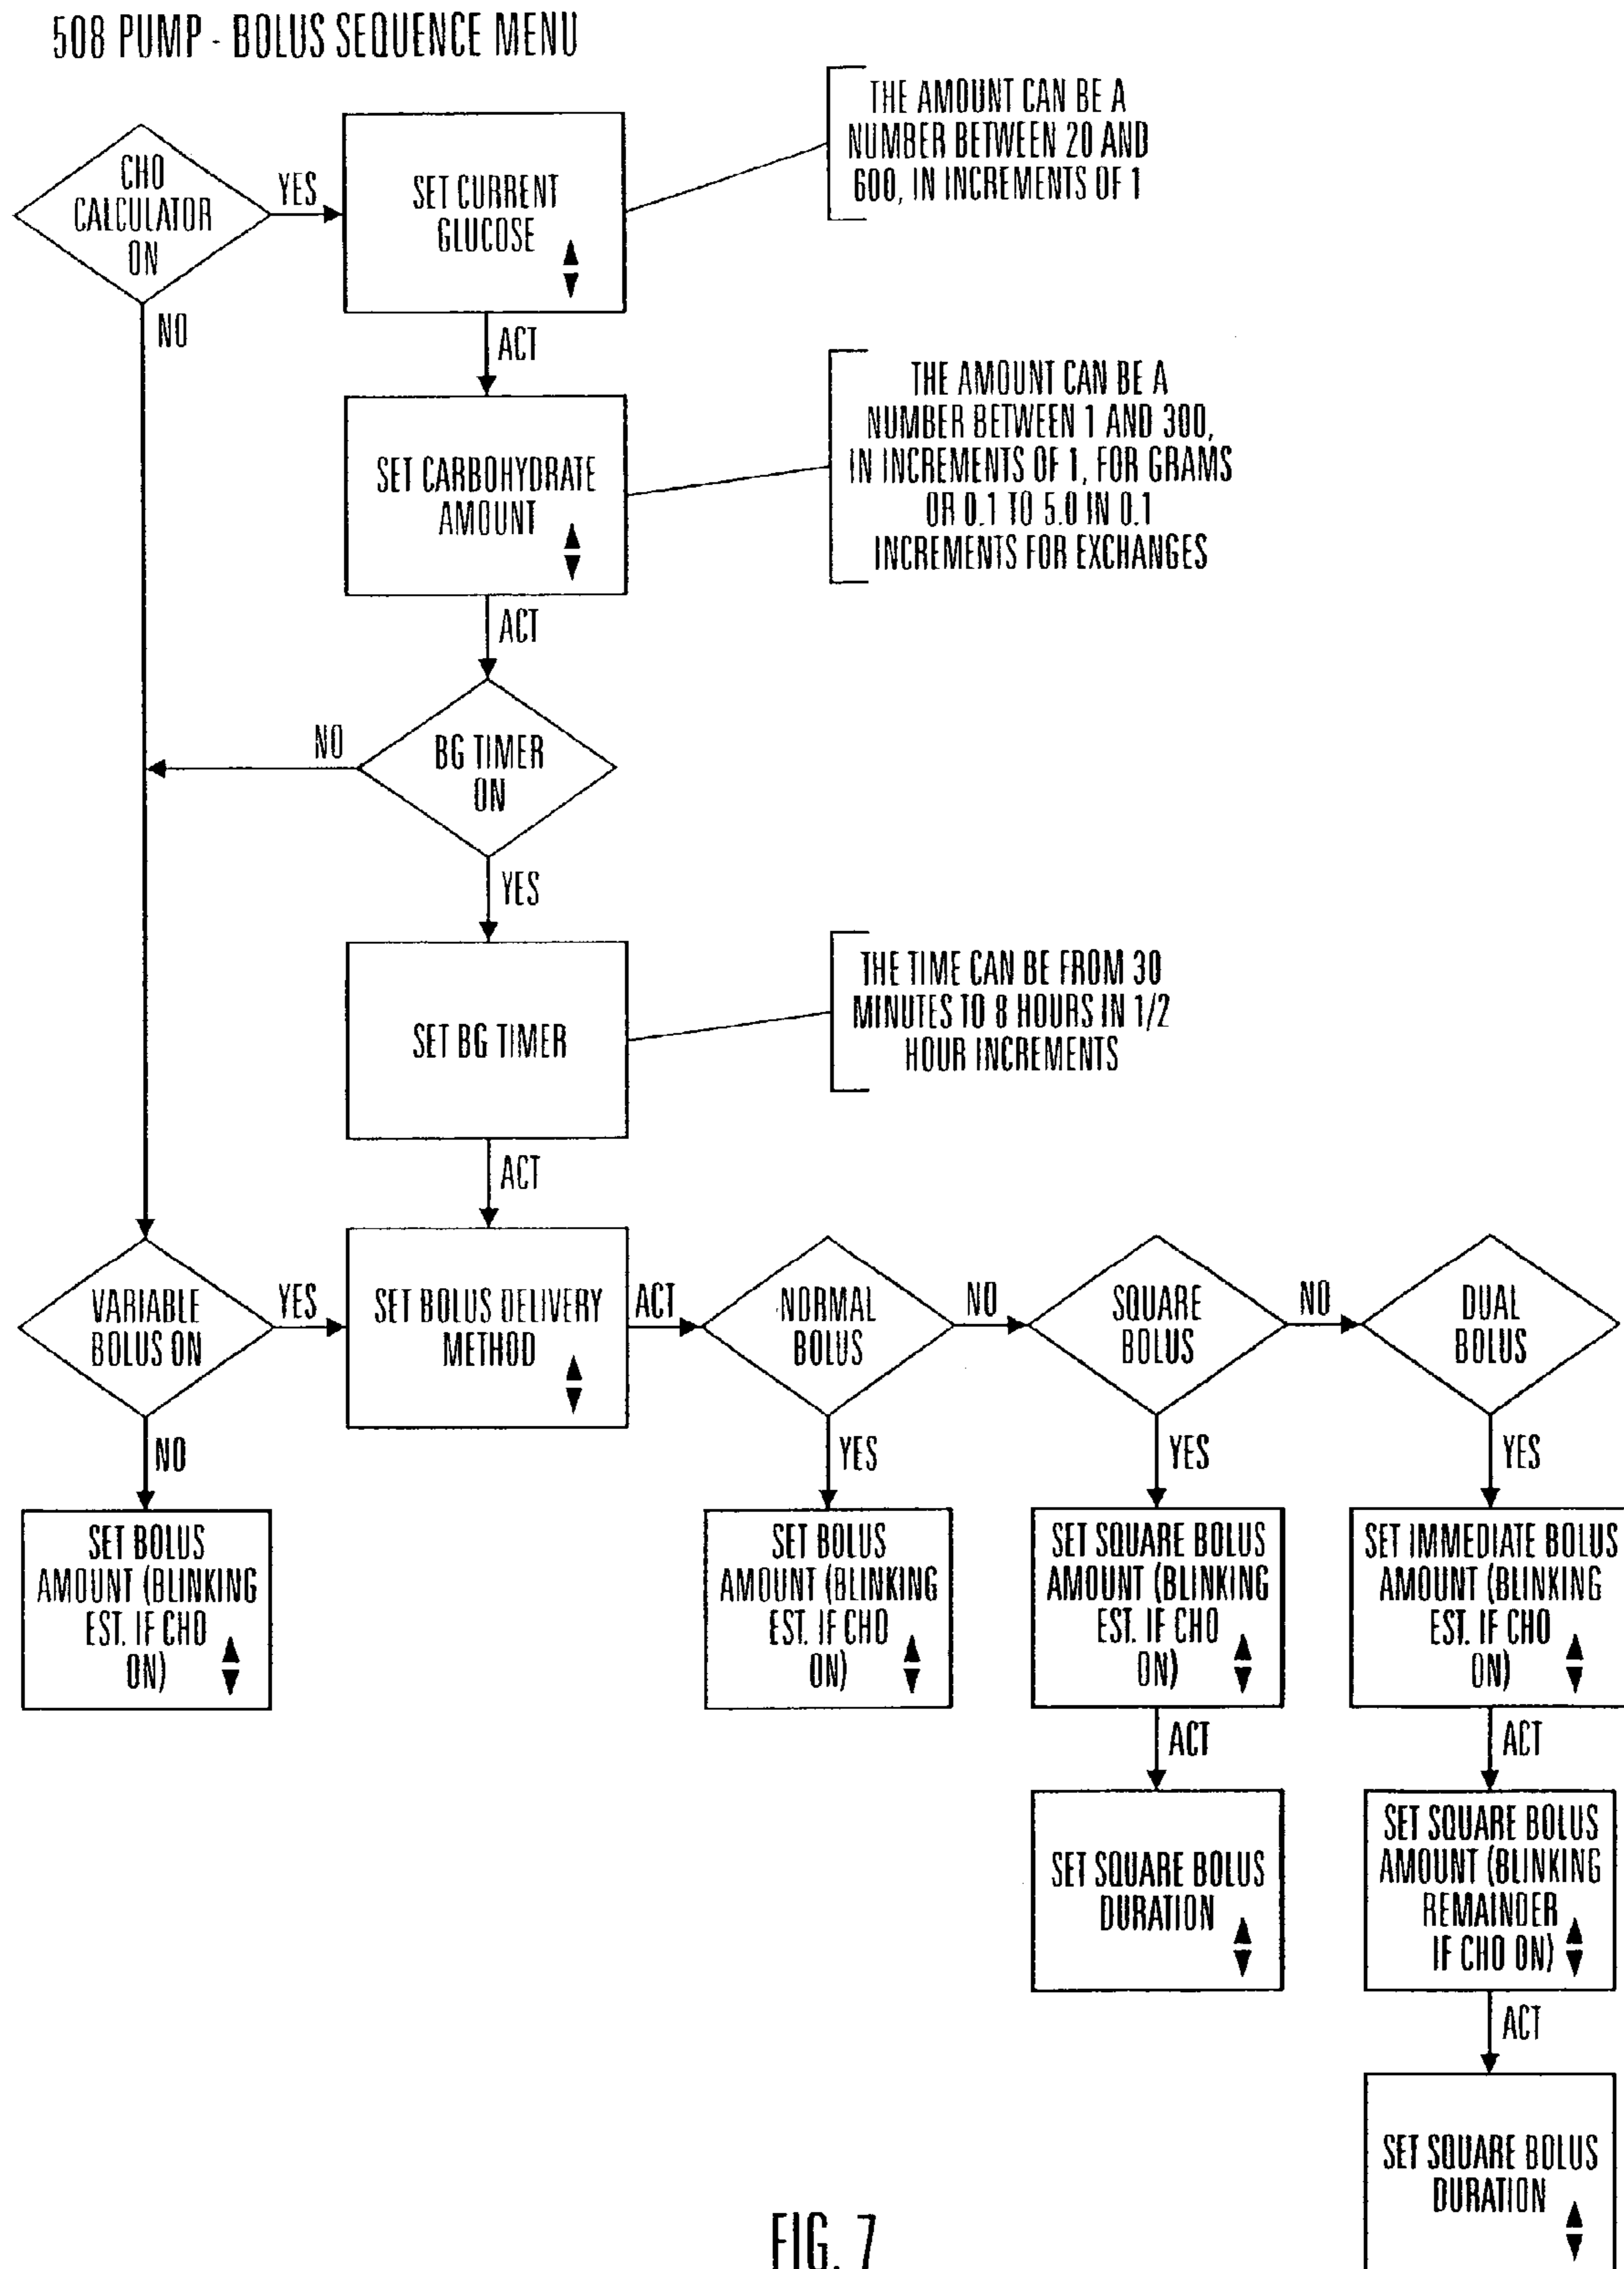 508 PUMP - BOLUS SEQUENCE MENU
CHO
CALCULATOR
ON
YES
NO
SET CURRENT
GLUCOSE
THE AMOUNT CAN BE A
NUMBER BETWEEN 20 AND
600, IN INCREMENTS OF 1
ACT
SET CARBOHYDRATE
AMOUNT
THE AMOUNT CAN BE A
NUMBER BETWEEN 1 AND 300,
IN INCREMENTS OF 1, FOR GRAMS
OR 0.1 TO 5.0 IN 0.1
INCREMENTS FOR EXCHANGES
ACT
BG TIMER
ON
NO
YES
SET BG TIMER
THE TIME CAN BE FROM 30
MINUTES TO 8 HOURS IN 1/2
HOUR INCREMENTS
ACT
VARIABLE
BOLUS ON
YES
NO
SET BOLUS DELIVERY
METHOD
ACT
NORMAL
BOLUS
NO
YES
SQUARE
BOLUS
NO
YES
DUAL
BOLUS
YES
SET BOLUS
AMOUNT (BLINKING
EST. IF CHO
ON)
SET BOLUS
AMOUNT (BLINKING
EST. IF CHO
ON)
SET SQUARE BOLUS
AMOUNT (BLINKING
EST. IF CHO
ON)
SET IMMEDIATE BOLUS
AMOUNT (BLINKING
EST. IF CHO
ON)
ACT
ACT
SET SQUARE BOLUS
DURATION
SET SQUARE BOLUS
AMOUNT (BLINKING
REMAINDER
IF CHO ON)
ACT
SET SQUARE BOLUS
DURATION
FIG. 7